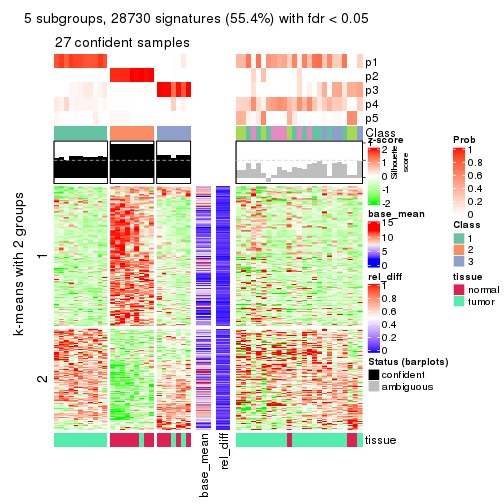 5 subgroups, 28730 signatures (55.4%) with fdr < 0.05
27 confident samples
p1
p2
p3
p4
p5
Class
z-score
2
1
0
-1
-2
Silhouette
score
1
Prob
1
0.8
0.6
0.4
0.2
0
base_mean
15
10
5
0
Class
1
2
3
rel_diff
1
0.8
0.6
0.4
0.2
0
tissue
normal
tumor
Status (barplots)
confident
ambiguous
k-means with 2 groups
1
2
base_mean
rel_diff
tissue